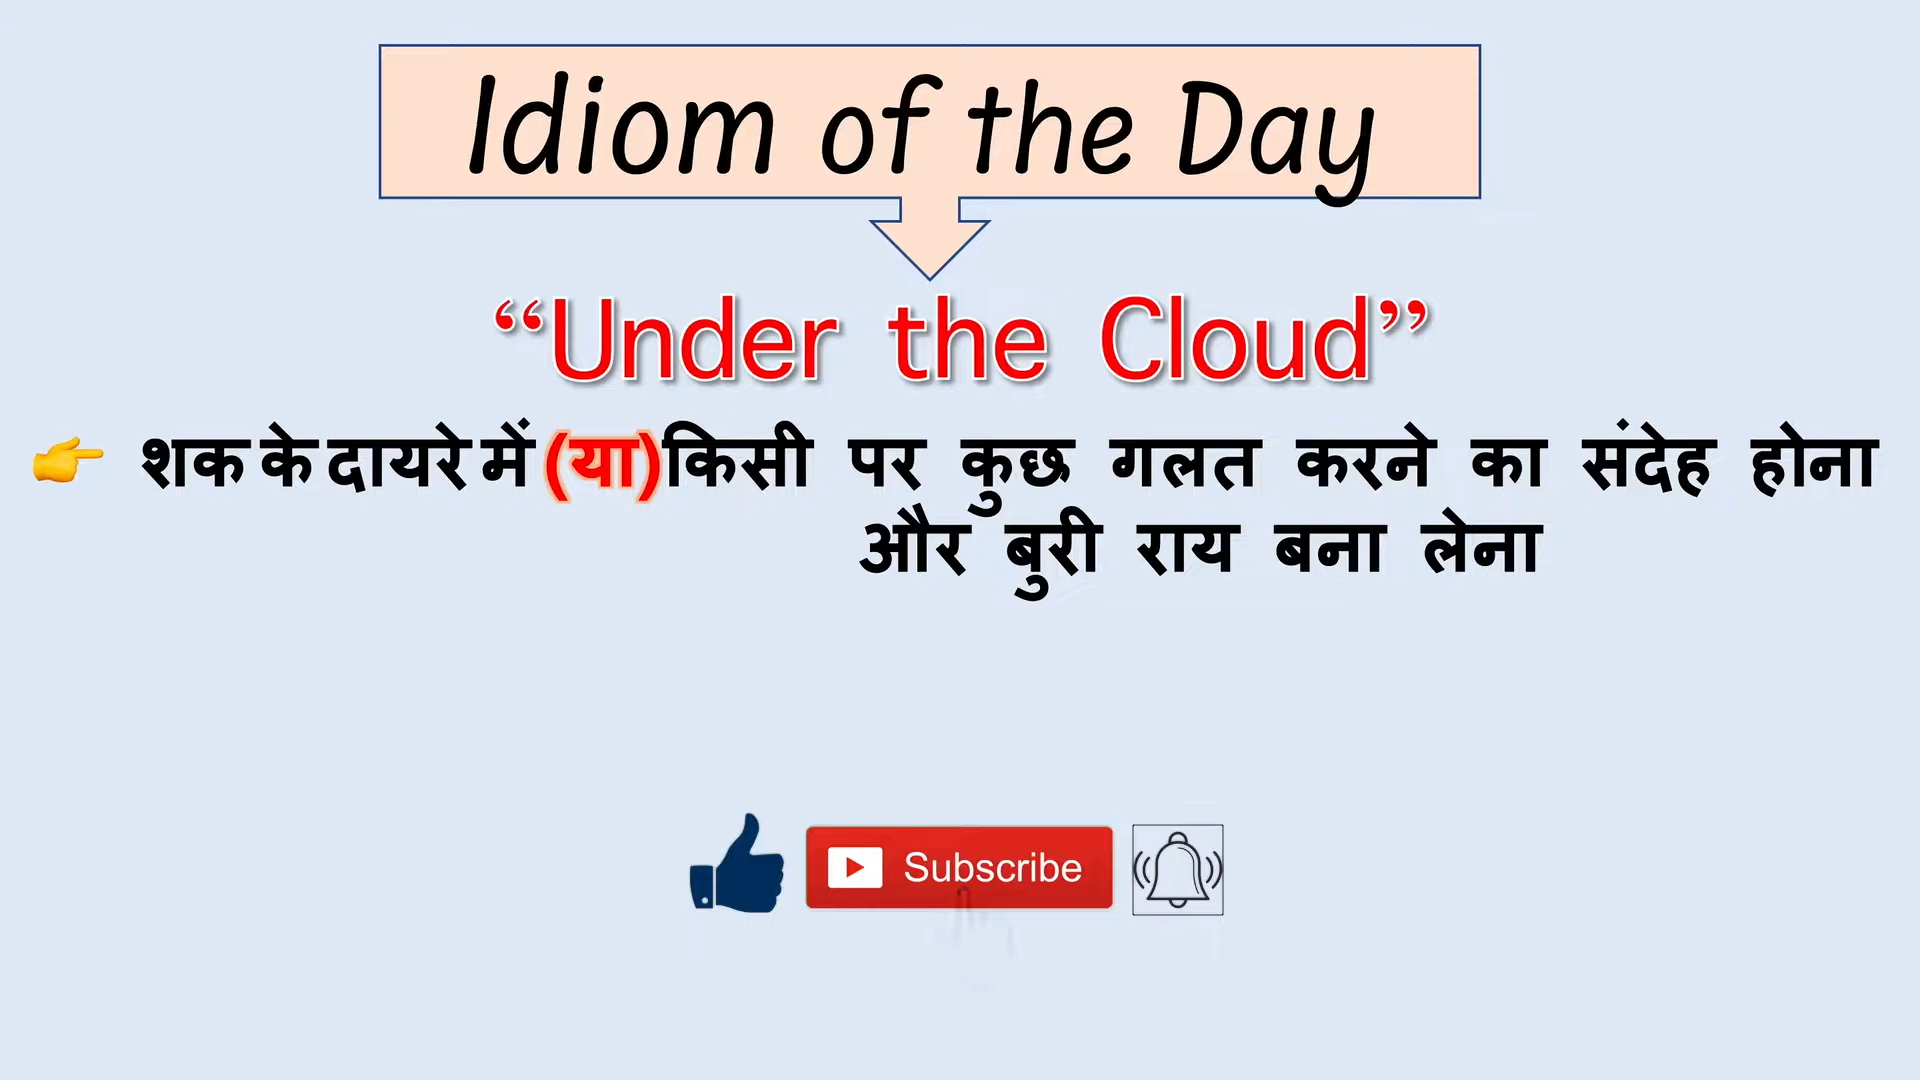 Idiom of the Day
“Under the Cloud”
👉 शक के दायरे में (या)किसी पर कुछ गलत करने का संदेह होना
और बुरी राय बना लेना
Subscribe